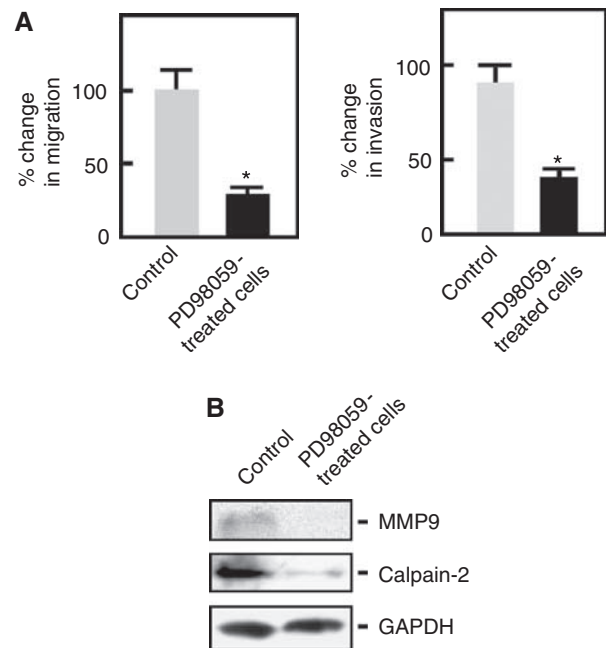 A
% change
in migration
100
50
0
*
Control
PD98059-
treated cells
% change
in invasion
100
50
0
*
Control
PD98059-
treated cells
B
Control
PD98059-
treated cells
MMP9
Calpain-2
GAPDH